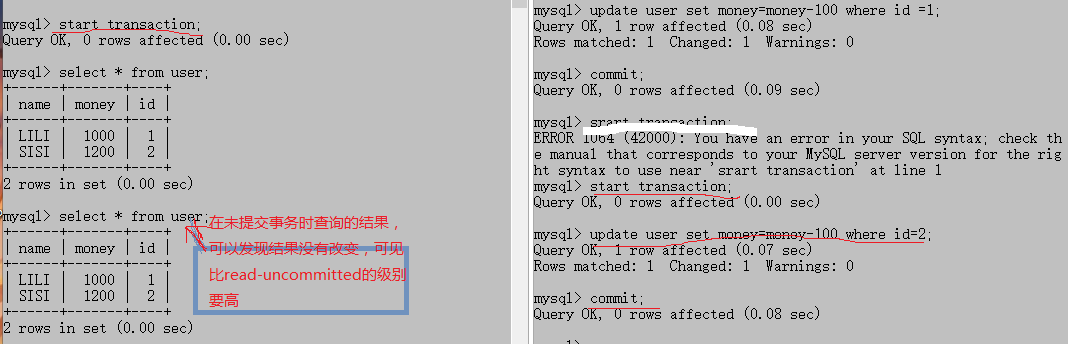 mysql> start transaction;
Query OK, 0 rows affected (0.00 sec)
mysql> select * from user;
+------+-------+----+
| name | money | id |
+------+-------+----+
| LILI | 1000 | 1 |
| SISI | 1200 | 2 |
+------+-------+----+
2 rows in set (0.00 sec)
mysql> select * from user;
+------+-------+----+
| name | money | id |
+------+-------+----+
| LILI | 1000 | 1 |
| SISI | 1200 | 2 |
+------+-------+----+
2 rows in set (0.00 sec)
在未提交事务时查询的结果，
可以发现结果没有改变，可见
比read-uncommitted的级别
要高
mysql> update user set money=money-100 where id =1;
Query OK, 1 row affected (0.08 sec)
Rows matched: 1 Changed: 1 Warnings: 0
mysql> commit;
Query OK, 0 rows affected (0.09 sec)
mysql> srart transaction;
ERROR 1064 (42000): You have an error in your SQL syntax; check th
e manual that corresponds to your MySQL server version for the rig
ht syntax to use near 'srart transaction' at line 1
mysql> start transaction;
Query OK, 0 rows affected (0.00 sec)
mysql> update user set money=money-100 where id=2;
Query OK, 1 row affected (0.07 sec)
Rows matched: 1 Changed: 1 Warnings: 0
mysql> commit;
Query OK, 0 rows affected (0.08 sec)